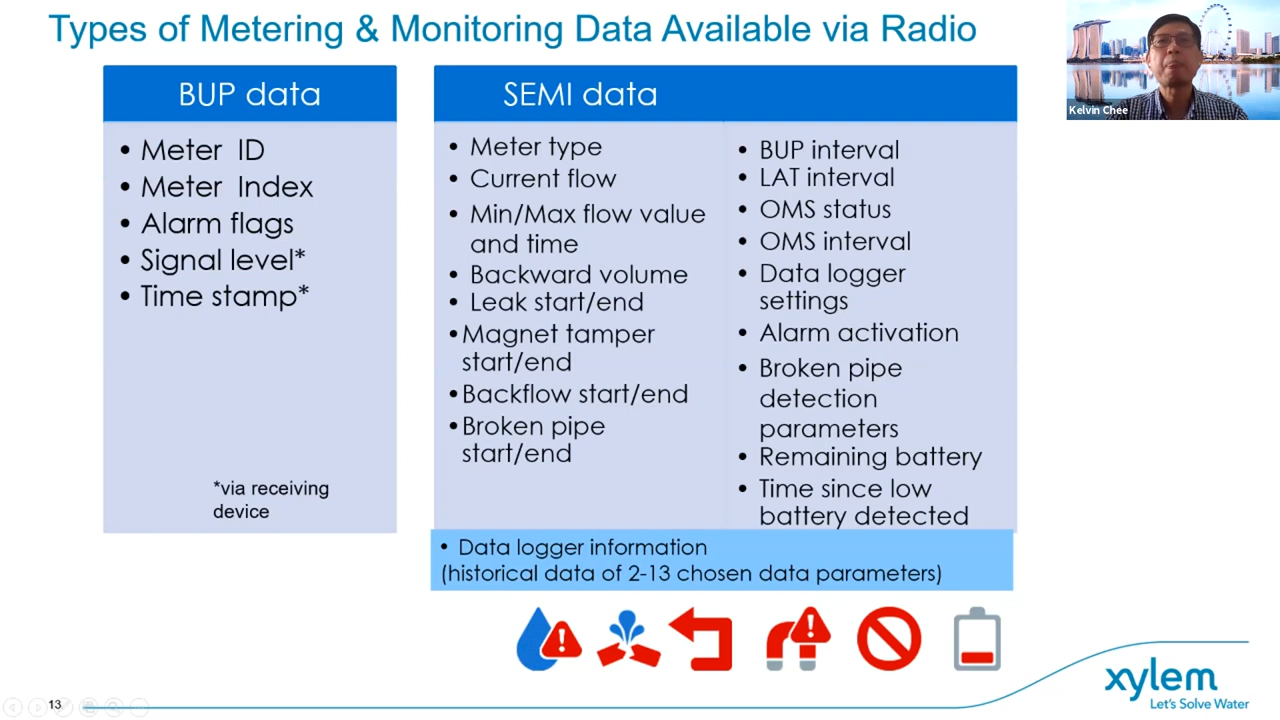 Types of Metering & Monitoring Data Available via Radio
Kelvin Chee
BUP data
• Meter ID
• Meter Index
• Alarm flags
• Signal level*
• Time stamp*
*via receiving
device
SEMI data
• Meter type
• Current flow
• Min/Max flow value
and time
• Backward volume
• Leak start/end
• Magnet tamper
start/end
• Backflow start/end
• Broken pipe
start/end
• BUP interval
• LAT interval
• OMS status
• OMS interval
• Data logger
settings
• Alarm activation
• Broken pipe
detection
parameters
• Remaining battery
• Time since low
battery detected
• Data logger information
(historical data of 2-13 chosen data parameters)
13
xylem
Let's Solve Water